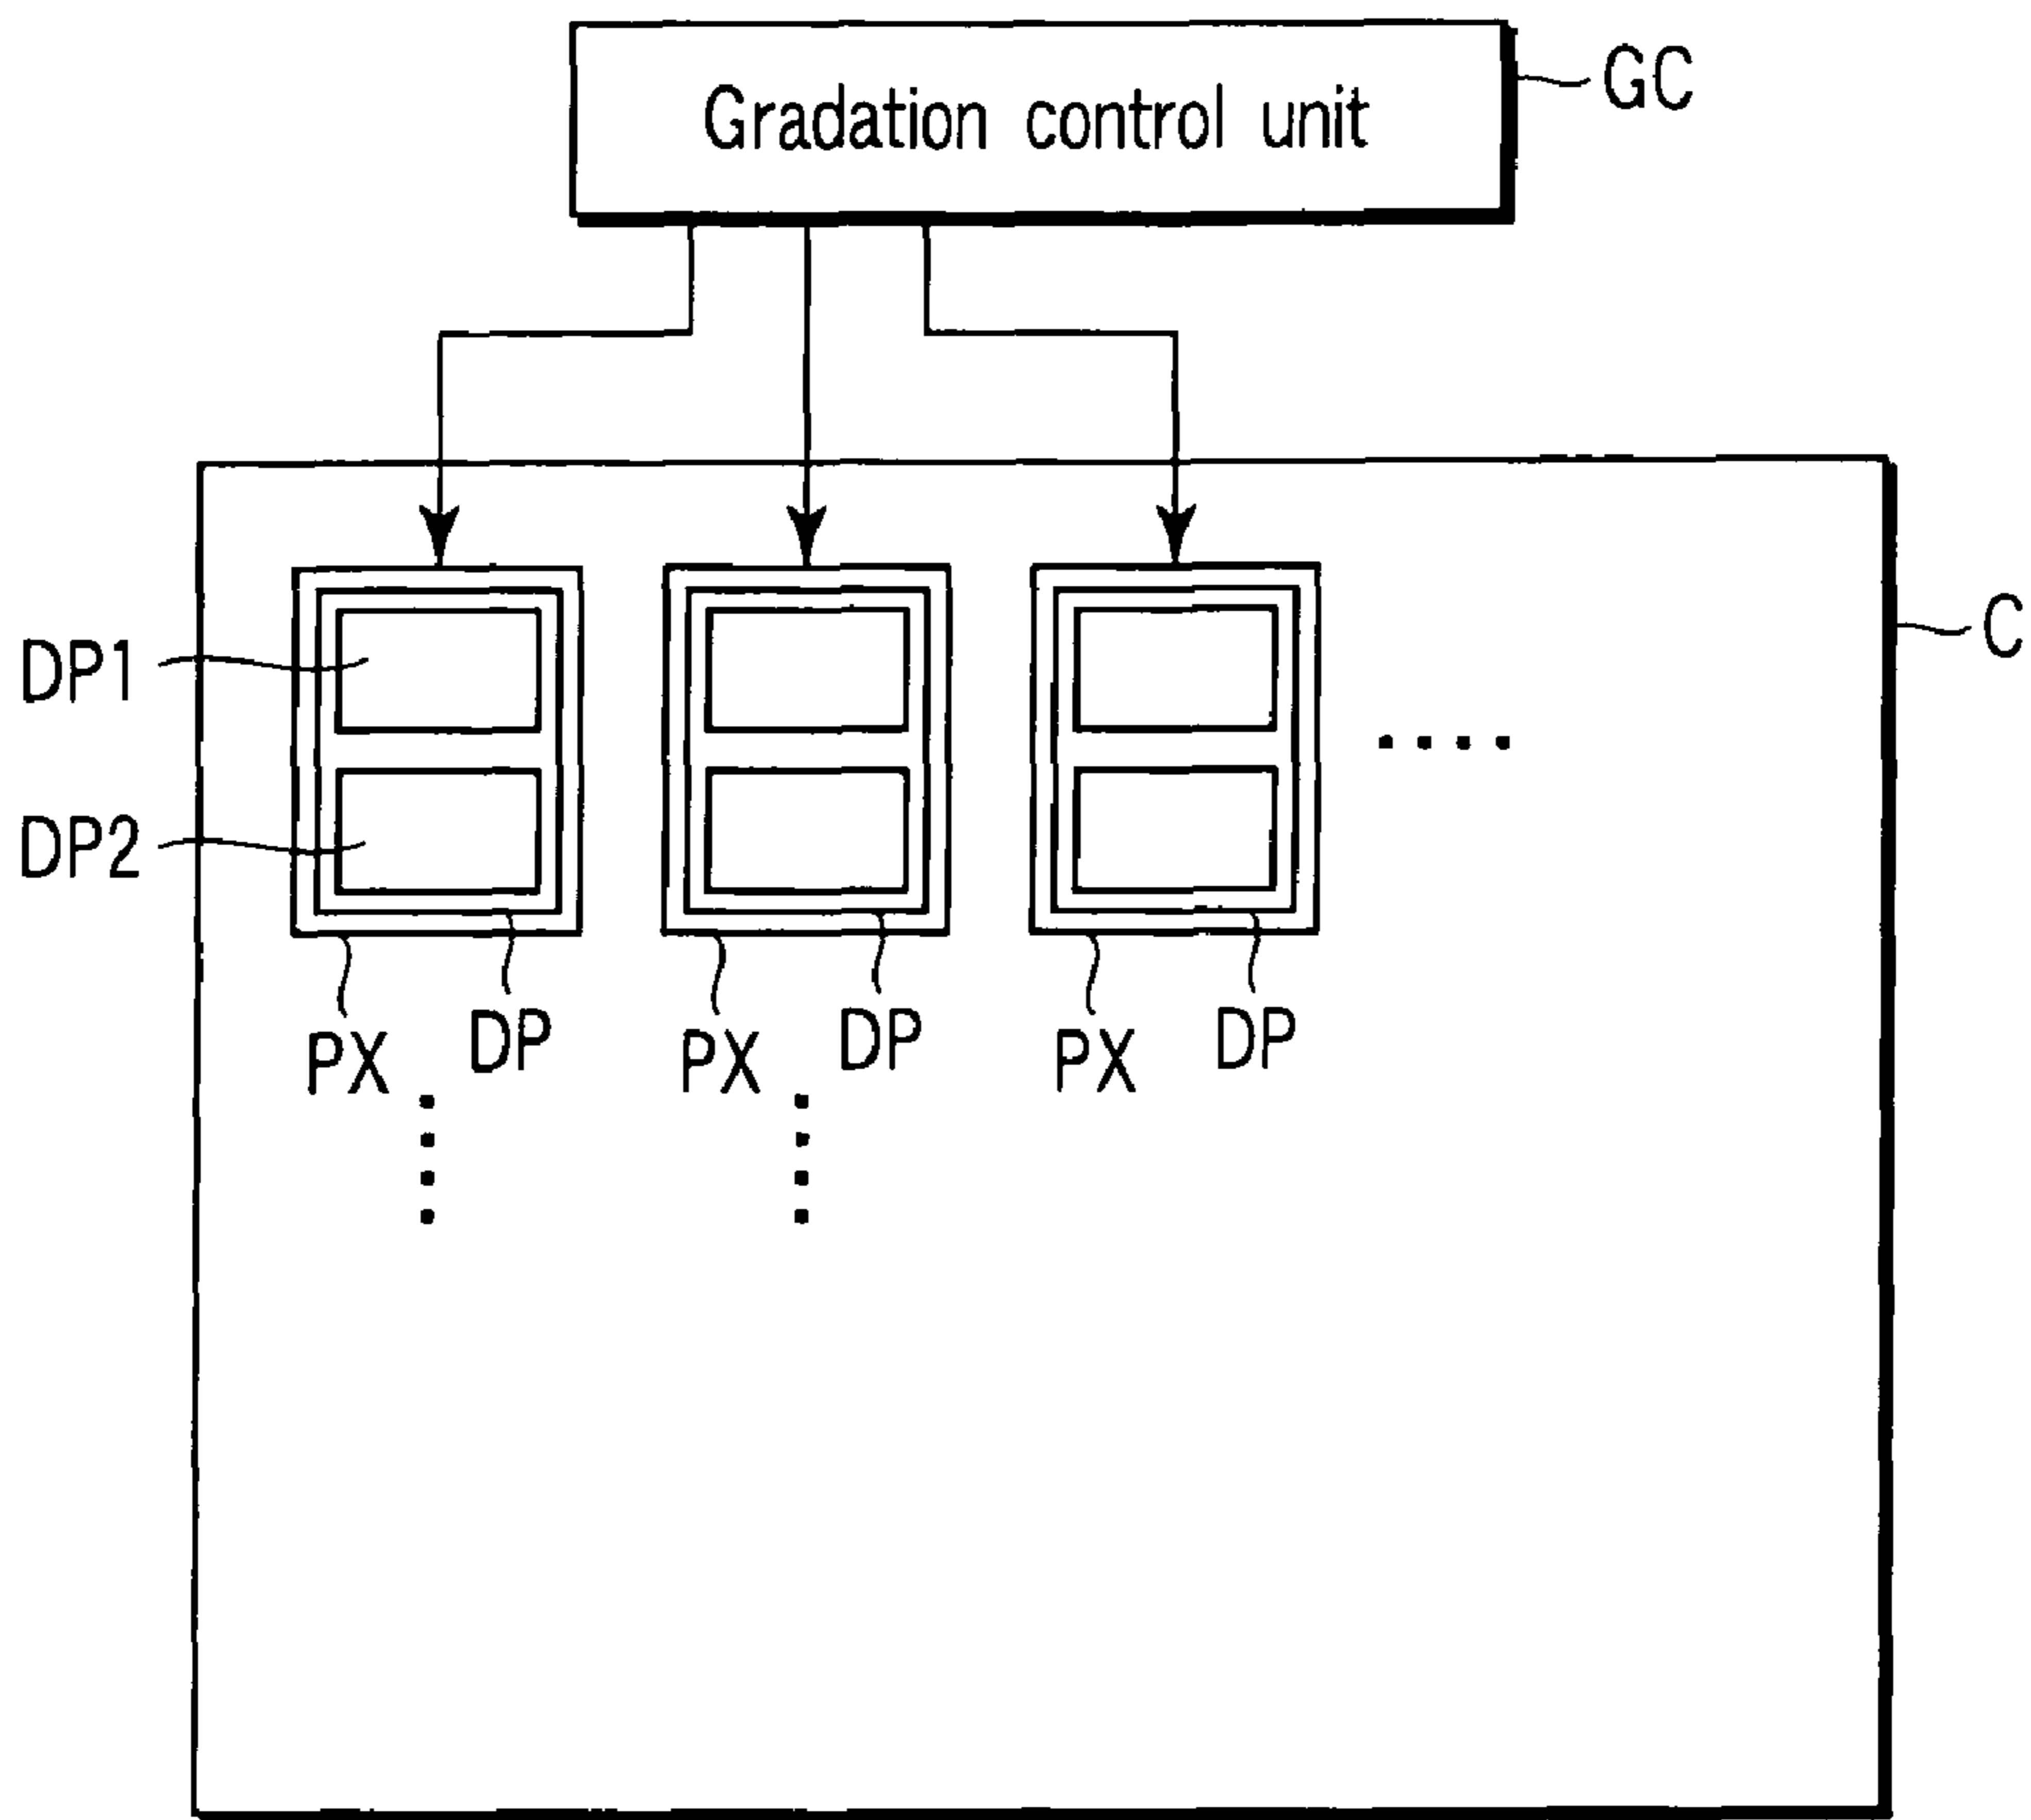 Gradation control unit
GC
C
DP1
DP2
PX
DP
PX
DP
PX
DP